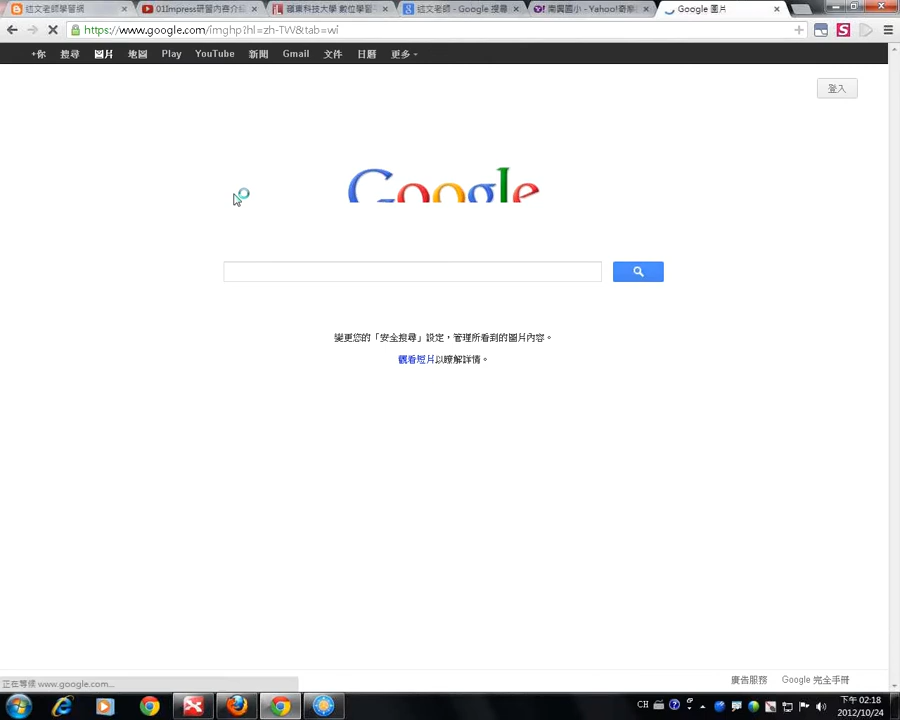 吳文老師學習網
01Impress研習內容介紹
嶺東科技大學 數位學習平
吳文老師 - Google 搜尋
南興國小 - Yahoo!奇摩
Google 圖片
https://www.google.com/imghp?hl=zh-TW&tab=wi
+你 搜尋 圖片 地圖 Play YouTube 新聞 Gmail 文件 日曆 更多
登入
Google
變更您的「安全搜尋」設定，管理所看到的圖片內容。
觀看短片以瞭解詳情。
廣告服務 Google 完全手冊
正在等候 www.google.com...
CH
下午 02:18
2012/10/24